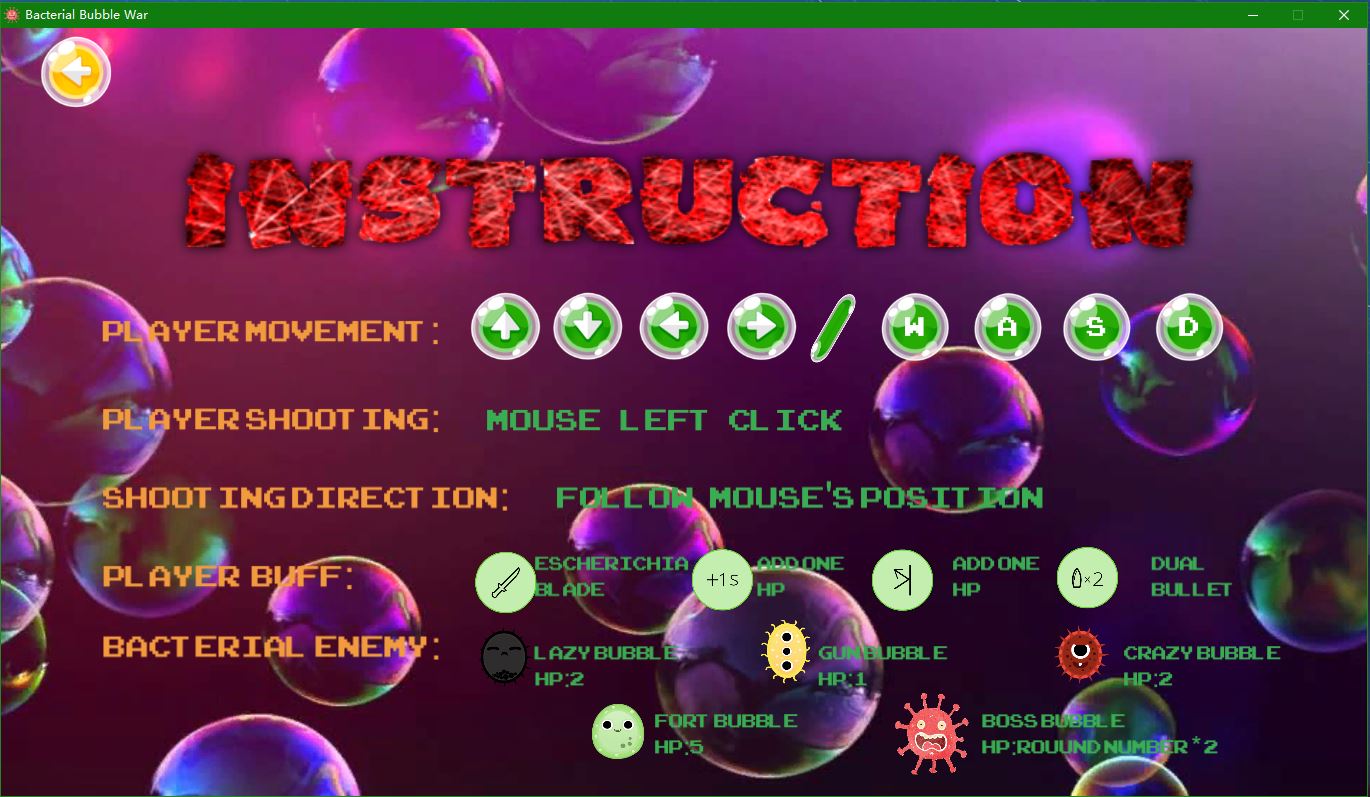 Bacterial Bubble War
INSTRUCTION
PLAYER MOVEMENT : W A S D
PLAYER SHOOTING: MOUSE LEFT CLICK
SHOOTING DIRECTION: FOLLOW MOUSE'S POSITION
PLAYER BUFF:
ESCHERICHIA
BLADE
+1s
ADD ONE
HP
ADD ONE
HP
×2
DUAL
BULLET
BACTERIAL ENEMY:
LAZY BUBBLE
HP:2
GUN BUBBLE
HP:1
CRAZY BUBBLE
HP:2
FORT BUBBLE
HP:5
BOSS BUBBLE
HP:ROUUND NUMBER *2